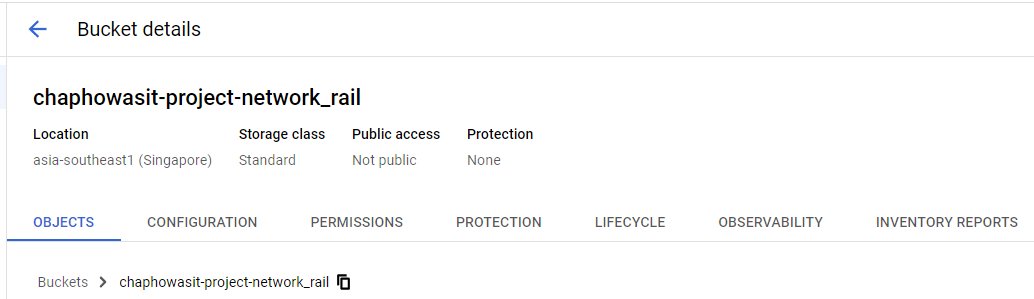 Bucket details
chaphowasit-project-network_rail
Location Storage class Public access Protection
asia-southeast1 (Singapore) Standard Not public None
OBJECTS CONFIGURATION PERMISSIONS PROTECTION LIFECYCLE OBSERVABILITY INVENTORY REPORTS
Buckets > chaphowasit-project-network_rail